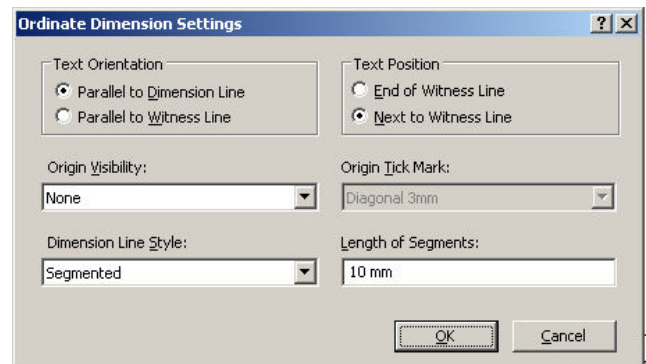 Ordinate Dimension Settings
Text Orientation
Parallel to Dimension Line
Parallel to Witness Line
Text Position
End of Witness Line
Next to Witness Line
Origin Visibility:
None
Origin Tick Mark:
Diagonal 3mm
Dimension Line Style:
Segmented
Length of Segments:
10 mm
OK
Cancel